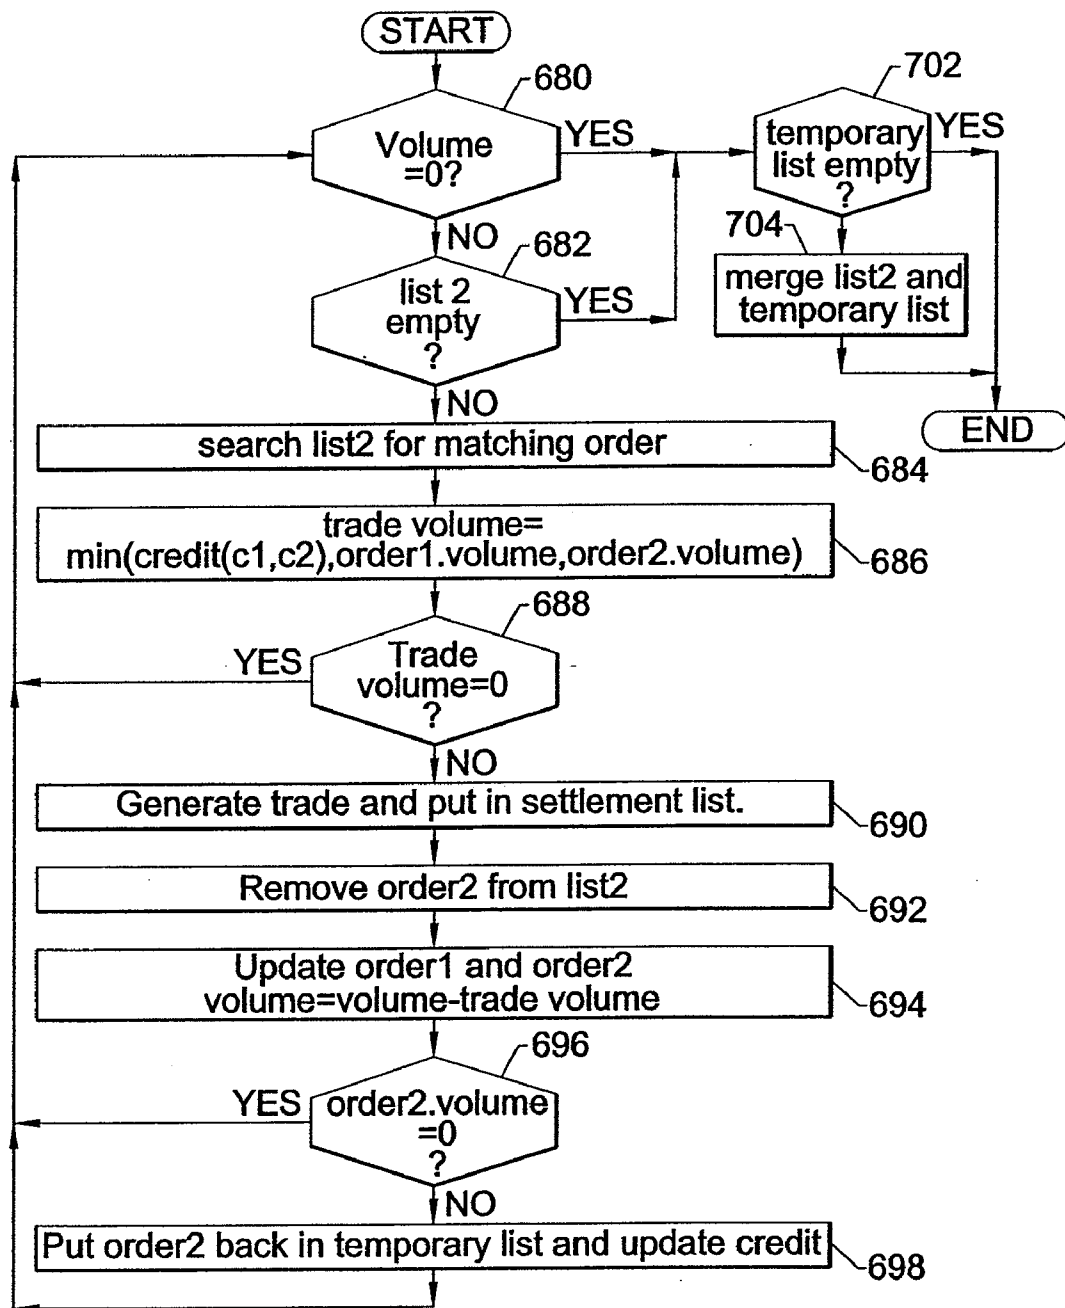 START
680
Volume
=0?
YES
NO
702
temporary
list empty
?
YES
704
merge list2 and
temporary list
END
682
list 2
empty
?
YES
NO
search list2 for matching order
684
trade volume=
min(credit(c1,c2),order1.volume,order2.volume)
686
688
Trade
volume=0
?
YES
NO
Generate trade and put in settlement list.
690
Remove order2 from list2
692
Update order1 and order2
volume=volume-trade volume
694
696
order2.volume
=0
?
YES
NO
Put order2 back in temporary list and update credit
698